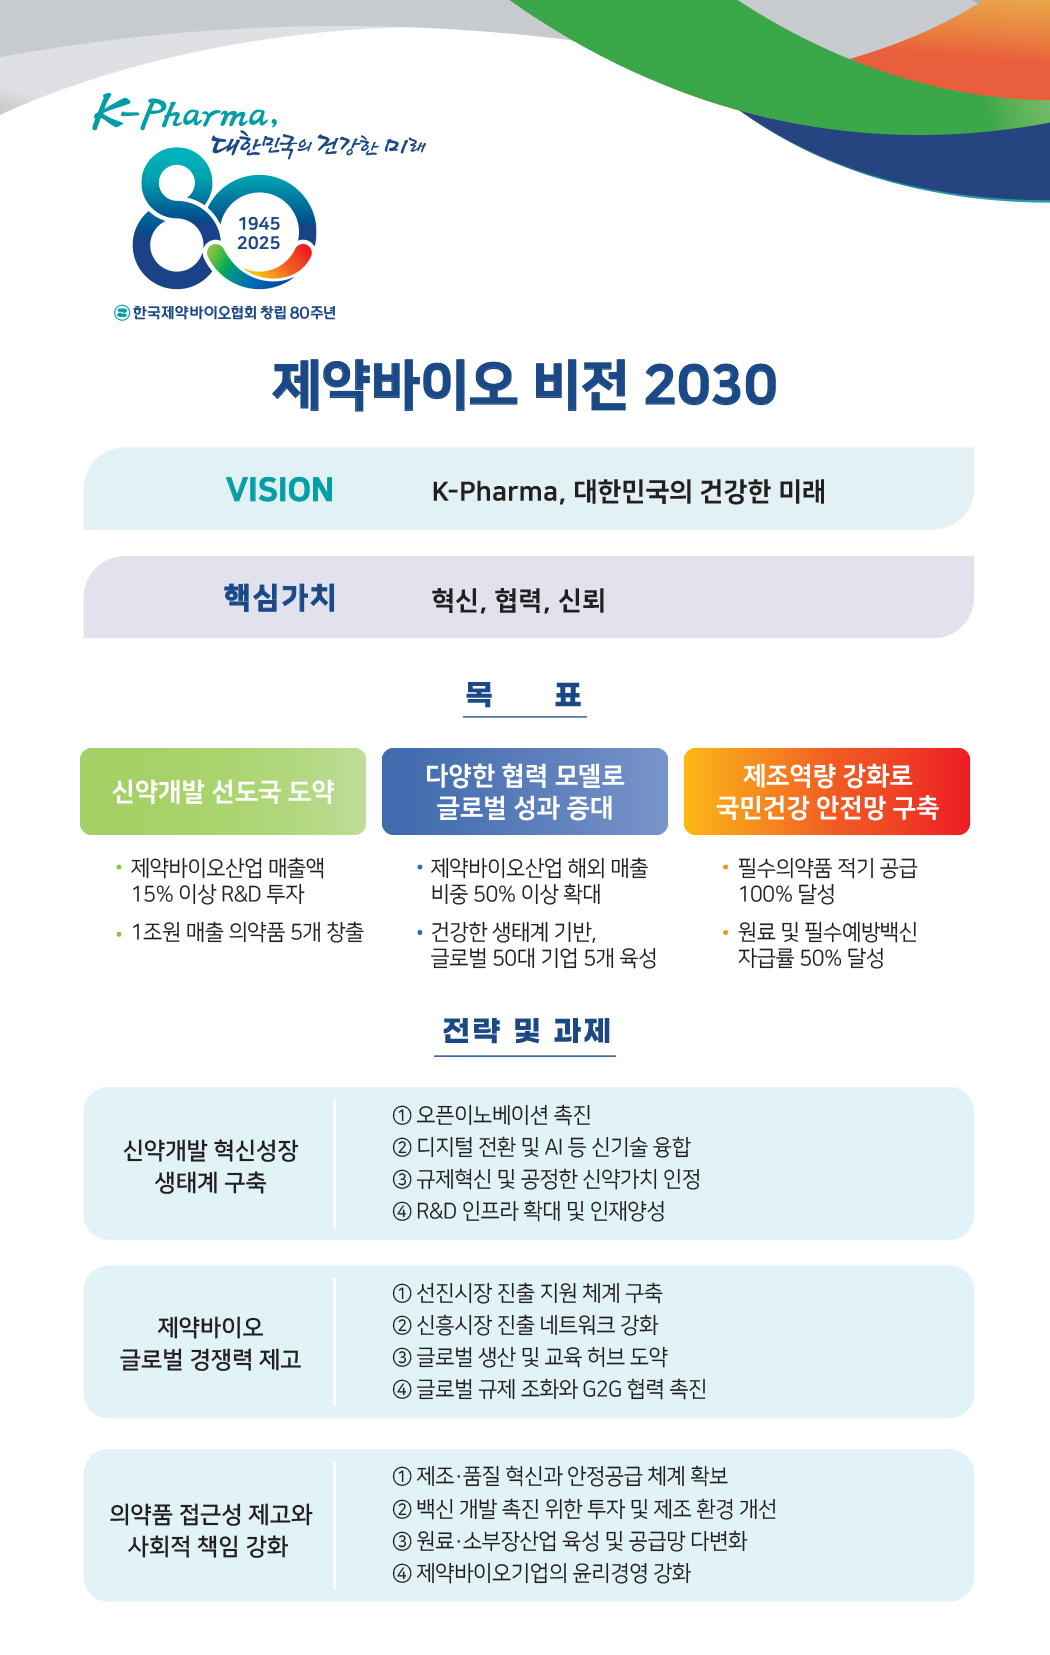 K-Pharma,
대한민국의 건강한 미래
80
1945
2025
한국제약바이오협회 창립 80주년
제약바이오 비전 2030
VISION
K-Pharma, 대한민국의 건강한 미래
핵심가치
혁신, 협력, 신뢰
목 표
신약개발 선도국 도약
• 제약바이오산업 매출액
15% 이상 R&D 투자
• 1조원 매출 의약품 5개 창출
다양한 협력 모델로
글로벌 성과 증대
• 제약바이오산업 해외 매출
비중 50% 이상 확대
• 건강한 생태계 기반,
글로벌 50대 기업 5개 육성
제조역량 강화로
국민건강 안전망 구축
• 필수의약품 적기 공급
100% 달성
• 원료 및 필수예방백신
자급률 50% 달성
전략 및 과제
신약개발 혁신성장
생태계 구축
① 오픈이노베이션 촉진
② 디지털 전환 및 AI 등 신기술 융합
③ 규제혁신 및 공정한 신약가치 인정
④ R&D 인프라 확대 및 인재양성
제약바이오
글로벌 경쟁력 제고
① 선진시장 진출 지원 체계 구축
② 신흥시장 진출 네트워크 강화
③ 글로벌 생산 및 교육 허브 도약
④ 글로벌 규제 조화와 G2G 협력 촉진
의약품 접근성 제고와
사회적 책임 강화
① 제조·품질 혁신과 안정공급 체계 확보
② 백신 개발 촉진 위한 투자 및 제조 환경 개선
③ 원료·소부장산업 육성 및 공급망 다변화
④ 제약바이오기업의 윤리경영 강화